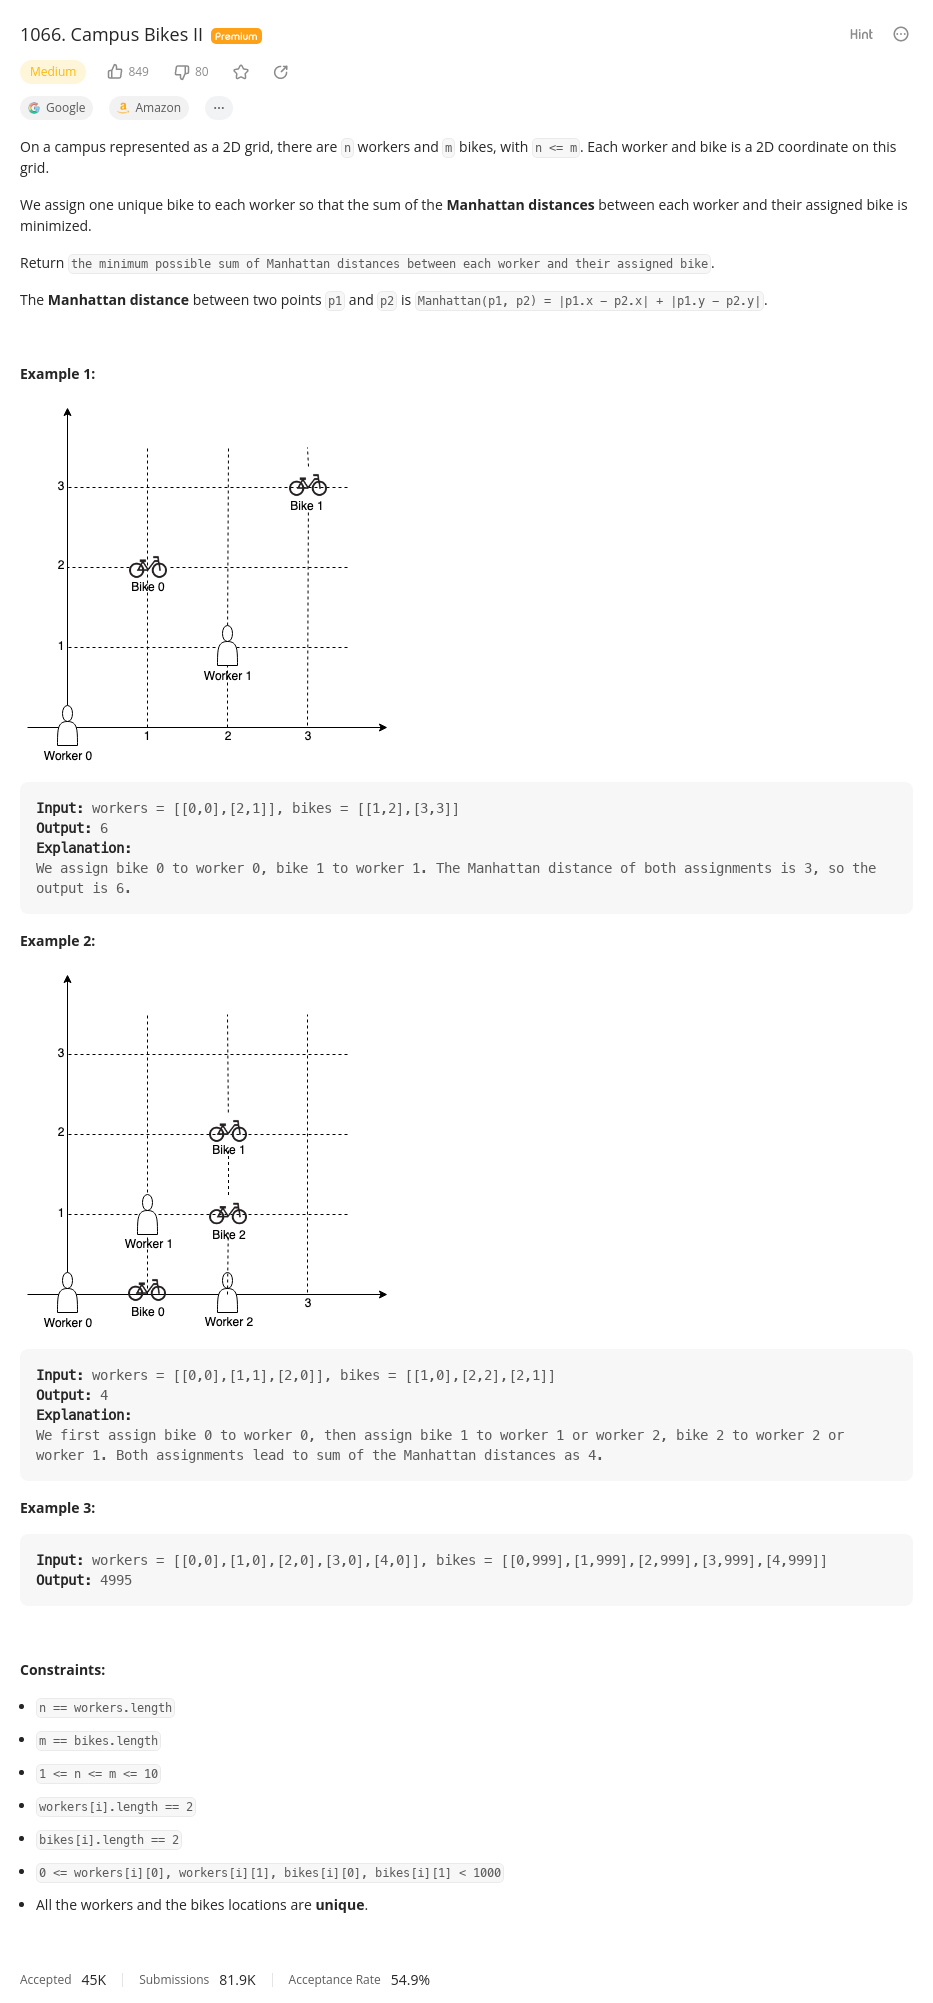 1066. Campus Bikes II Premium Hint
Medium 849 80
Google Amazon ...
On a campus represented as a 2D grid, there are n workers and m bikes, with n <= m. Each worker and bike is a 2D coordinate on this
grid.
We assign one unique bike to each worker so that the sum of the Manhattan distances between each worker and their assigned bike is
minimized.
Return the minimum possible sum of Manhattan distances between each worker and their assigned bike.
The Manhattan distance between two points p1 and p2 is Manhattan(p1, p2) = |p1.x - p2.x| + |p1.y - p2.y|.
Example 1:
3
Bike 1
2
Bike 0
1
Worker 1
1 2 3
Worker 0
Input: workers = [[0,0],[2,1]], bikes = [[1,2],[3,3]]
Output: 6
Explanation:
We assign bike 0 to worker 0, bike 1 to worker 1. The Manhattan distance of both assignments is 3, so the
output is 6.
Example 2:
3
2
Bike 1
1
Bike 2
Worker 1
3
Bike 0
Worker 0 Worker 2
Input: workers = [[0,0],[1,1],[2,0]], bikes = [[1,0],[2,2],[2,1]]
Output: 4
Explanation:
We first assign bike 0 to worker 0, then assign bike 1 to worker 1 or worker 2, bike 2 to worker 2 or
worker 1. Both assignments lead to sum of the Manhattan distances as 4.
Example 3:
Input: workers = [[0,0],[1,0],[2,0],[3,0],[4,0]], bikes = [[0,999],[1,999],[2,999],[3,999],[4,999]]
Output: 4995
Constraints:
n == workers.length
m == bikes.length
1 <= n <= m <= 10
workers[i].length == 2
bikes[i].length == 2
0 <= workers[i][0], workers[i][1], bikes[i][0], bikes[i][1] < 1000
All the workers and the bikes locations are unique.
Accepted 45K Submissions 81.9K Acceptance Rate 54.9%